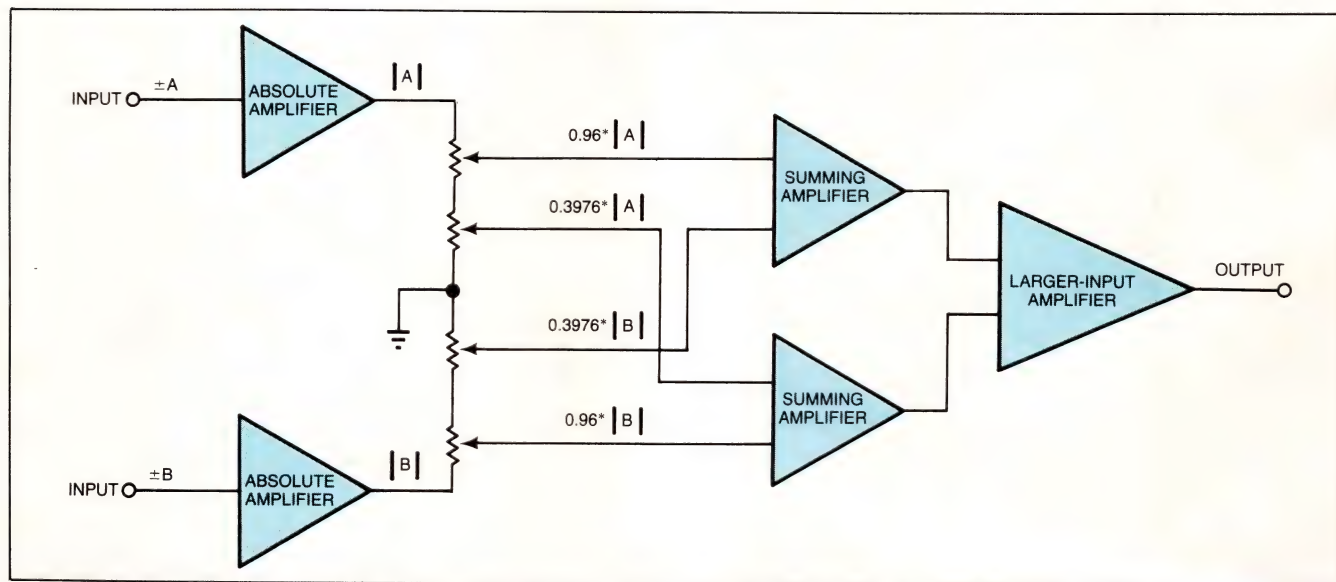 INPUT
±A
ABSOLUTE
AMPLIFIER
|A|
0.96* |A|
0.3976* |A|
0.3976* |B|
0.96* |B|
SUMMING
AMPLIFIER
SUMMING
AMPLIFIER
LARGER-INPUT
AMPLIFIER
OUTPUT
INPUT
±B
ABSOLUTE
AMPLIFIER
|B|